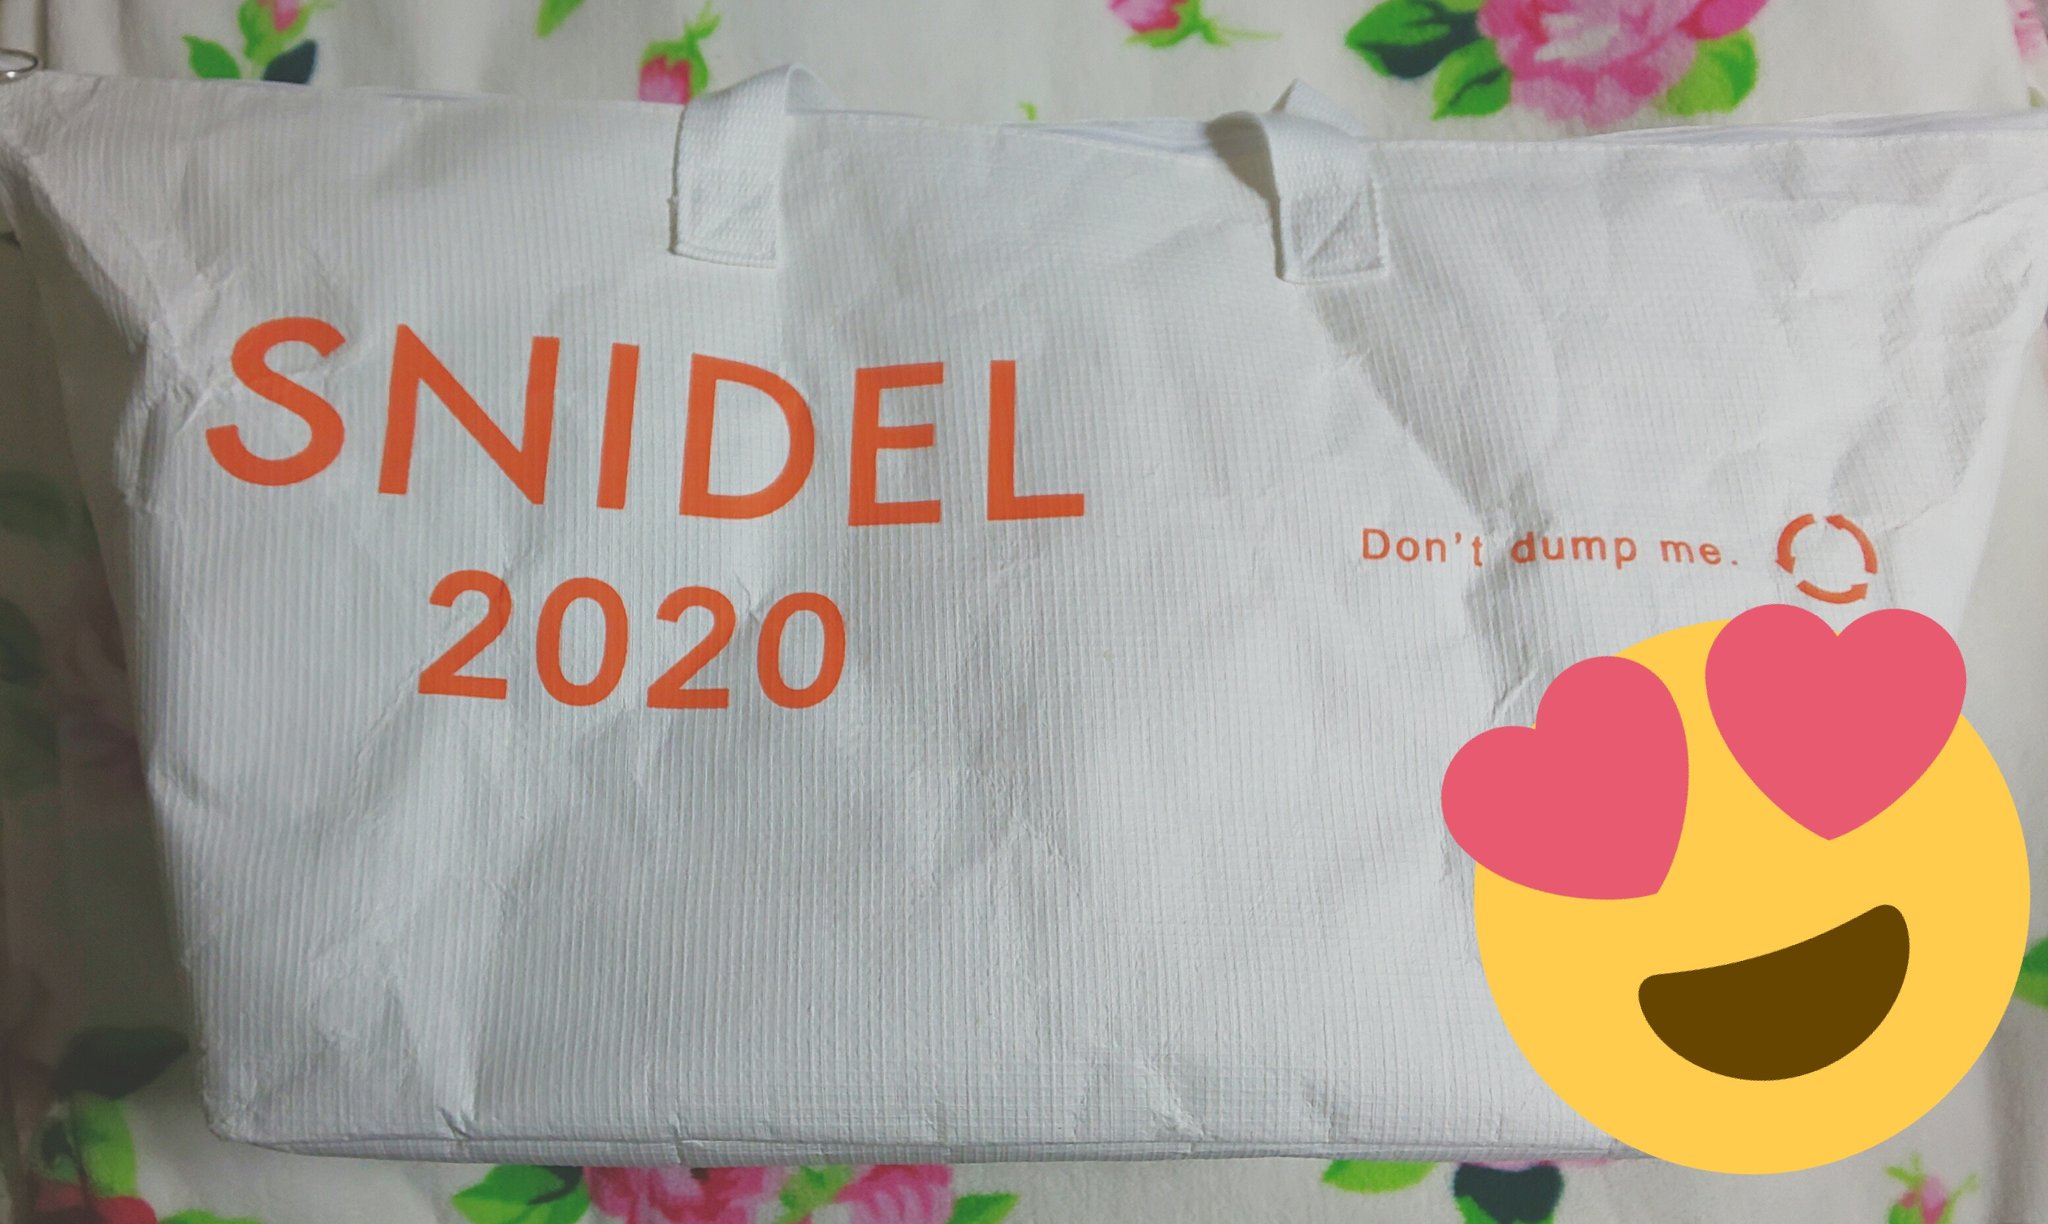 SNIDEL
2020
Don't dump me.